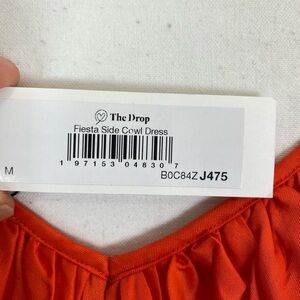 The Drop
Fiesta Side Cowl Dress
1 97153 04830 7
M
B0C84Z J475